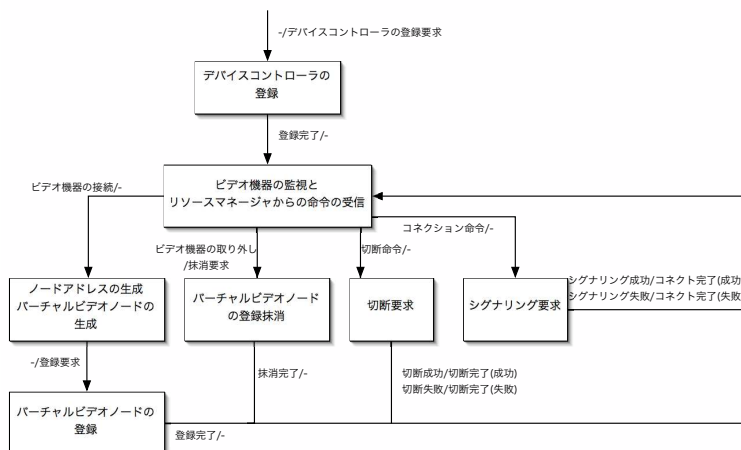 -/デバイスコントローラの登録要求
デバイスコントローラの
登録
登録完了/-
ビデオ機器の監視と
リソースマネージャからの命令の受信
ビデオ機器の接続/-
コネクション命令/-
ビデオ機器の取り外し
/抹消要求
切断命令/-
ノードアドレスの生成
バーチャルビデオノードの
生成
バーチャルビデオノード
の登録抹消
切断要求
シグナリング要求
シグナリング成功/コネクト完了(成功
シグナリング失敗/コネクト完了(失敗
-/登録要求
抹消完了/-
切断成功/切断完了(成功)
切断失敗/切断完了(失敗)
バーチャルビデオノードの
登録
登録完了/-